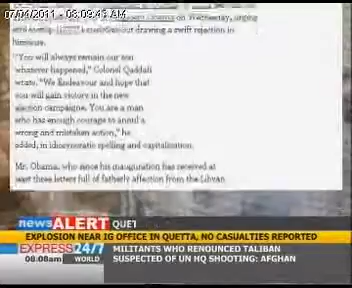 07/04/2011 - 08:09:43 AM
on Wednesday, urging
drawing a swift rejection in
"You will always remain our son
whatever happened," Colonel Qaddafi
wrote. "We Endeavour and hope that
you will gain victory in the new
election campaigne. You are a man
who has enough courage to annul a
wrong and mistaken action," he
added, in idiosyncratic spelling and capitalization.
Mr. Obama, who since his inauguration has received at
least three letters full of fatherly affection from the Libyan
newsALERT QUET
EXPLOSION NEAR IG OFFICE IN QUETTA, NO CASUALTIES REPORTED
EXPRESS 24/7 MILITANTS WHO RENOUNCED TALIBAN
08:08am WORLD SUSPECTED OF UN HQ SHOOTING: AFGHAN